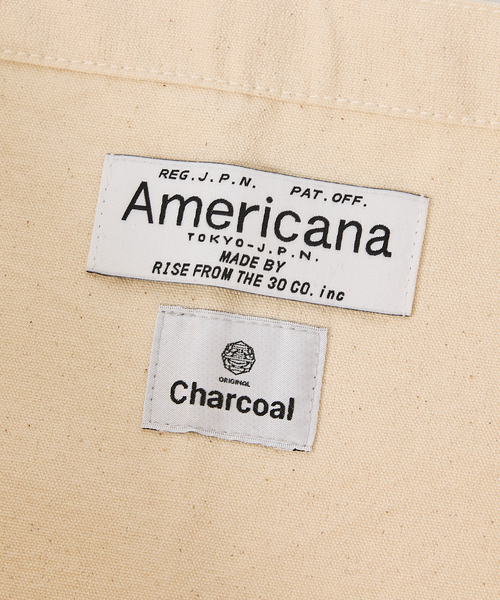 REG.J.P.N. PAT.OFF.
Americana
TOKYO-J.P.N.
MADE BY
RISE FROM THE 30 CO. inc
ORIGINAL
Charcoal